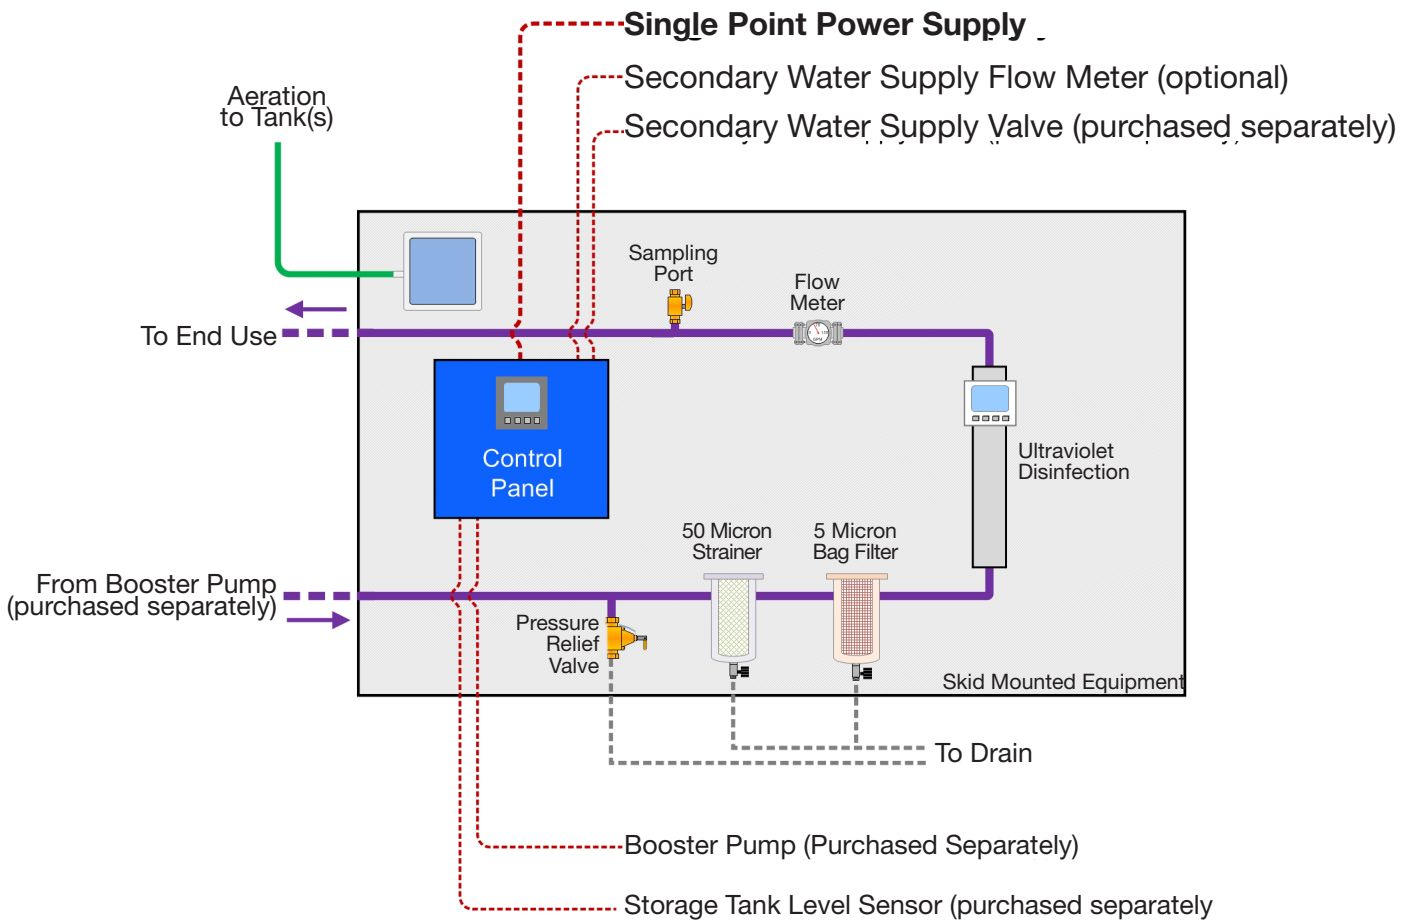 Single Point Power Supply
Secondary Water Supply Flow Meter (optional)
Aeration
to Tank(s)
Secondary Water Supply Valve (purchased separately)
Sampling
Port
Flow
Meter
To End Use
Control
Panel
Ultraviolet
Disinfection
50 Micron
Strainer
5 Micron
Bag Filter
From Booster Pump
(purchased separately)
Pressure
Relief
Valve
Skid Mounted Equipment
To Drain
Booster Pump (Purchased Separately)
Storage Tank Level Sensor (purchased separately